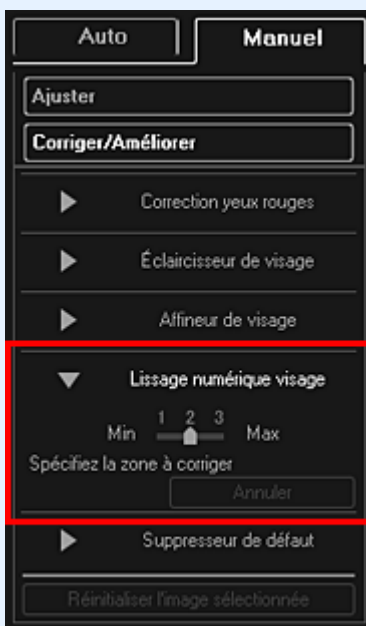 Auto Manuel
Ajuster
Corriger/Améliorer
Correction yeux rouges
Éclaircisseur de visage
Affineur de visage
Lissage numérique visage
1 2 3
Min Max
Spécifiez la zone à corriger
Annuler
Suppresseur de défaut
Réinitialiser l'image sélectionnée